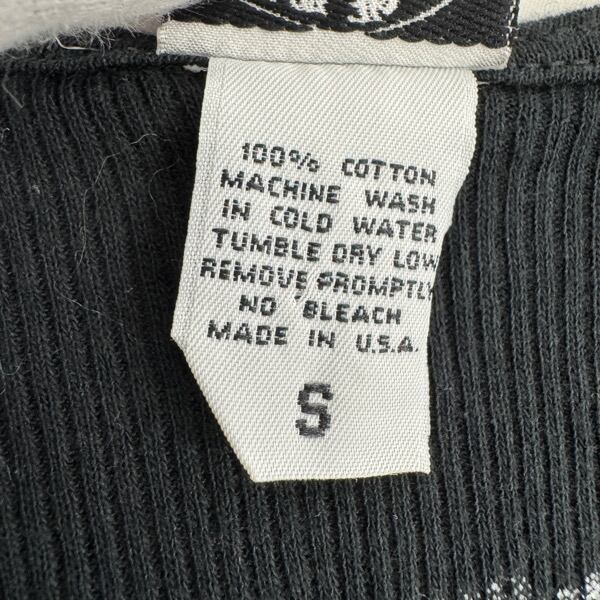 100% COTTON
MACHINE WASH
IN COLD WATER
TUMBLE DRY LOW
REMOVE PROMPTLY
NO BLEACH
MADE IN U.S.A.
S